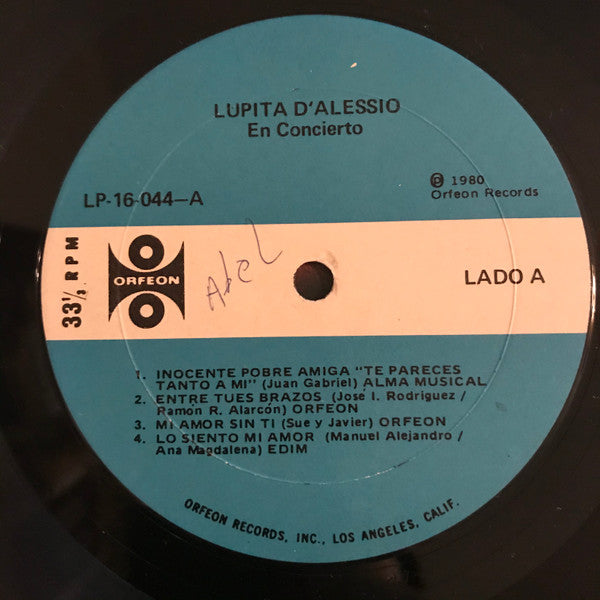 LUPITA D'ALESSIO
En Concierto
LP-16-044-A
℗ 1980
Orfeon Records
33⅓ RPM
ORFEON
Abel
LADO A
1. INOCENTE POBRE AMIGA "TE PARECES
TANTO A MI" (Juan Gabriel) ALMA MUSICAL
2. ENTRE TUES BRAZOS (José I. Rodriguez /
Ramón R. Alarcón) ORFEON
3. MI AMOR SIN TI (Sue y Javier) ORFEON
4. LO SIENTO MI AMOR (Manuel Alejandro /
Ana Magdalena) EDIM
ORFEON RECORDS, INC., LOS ANGELES, CALIF.